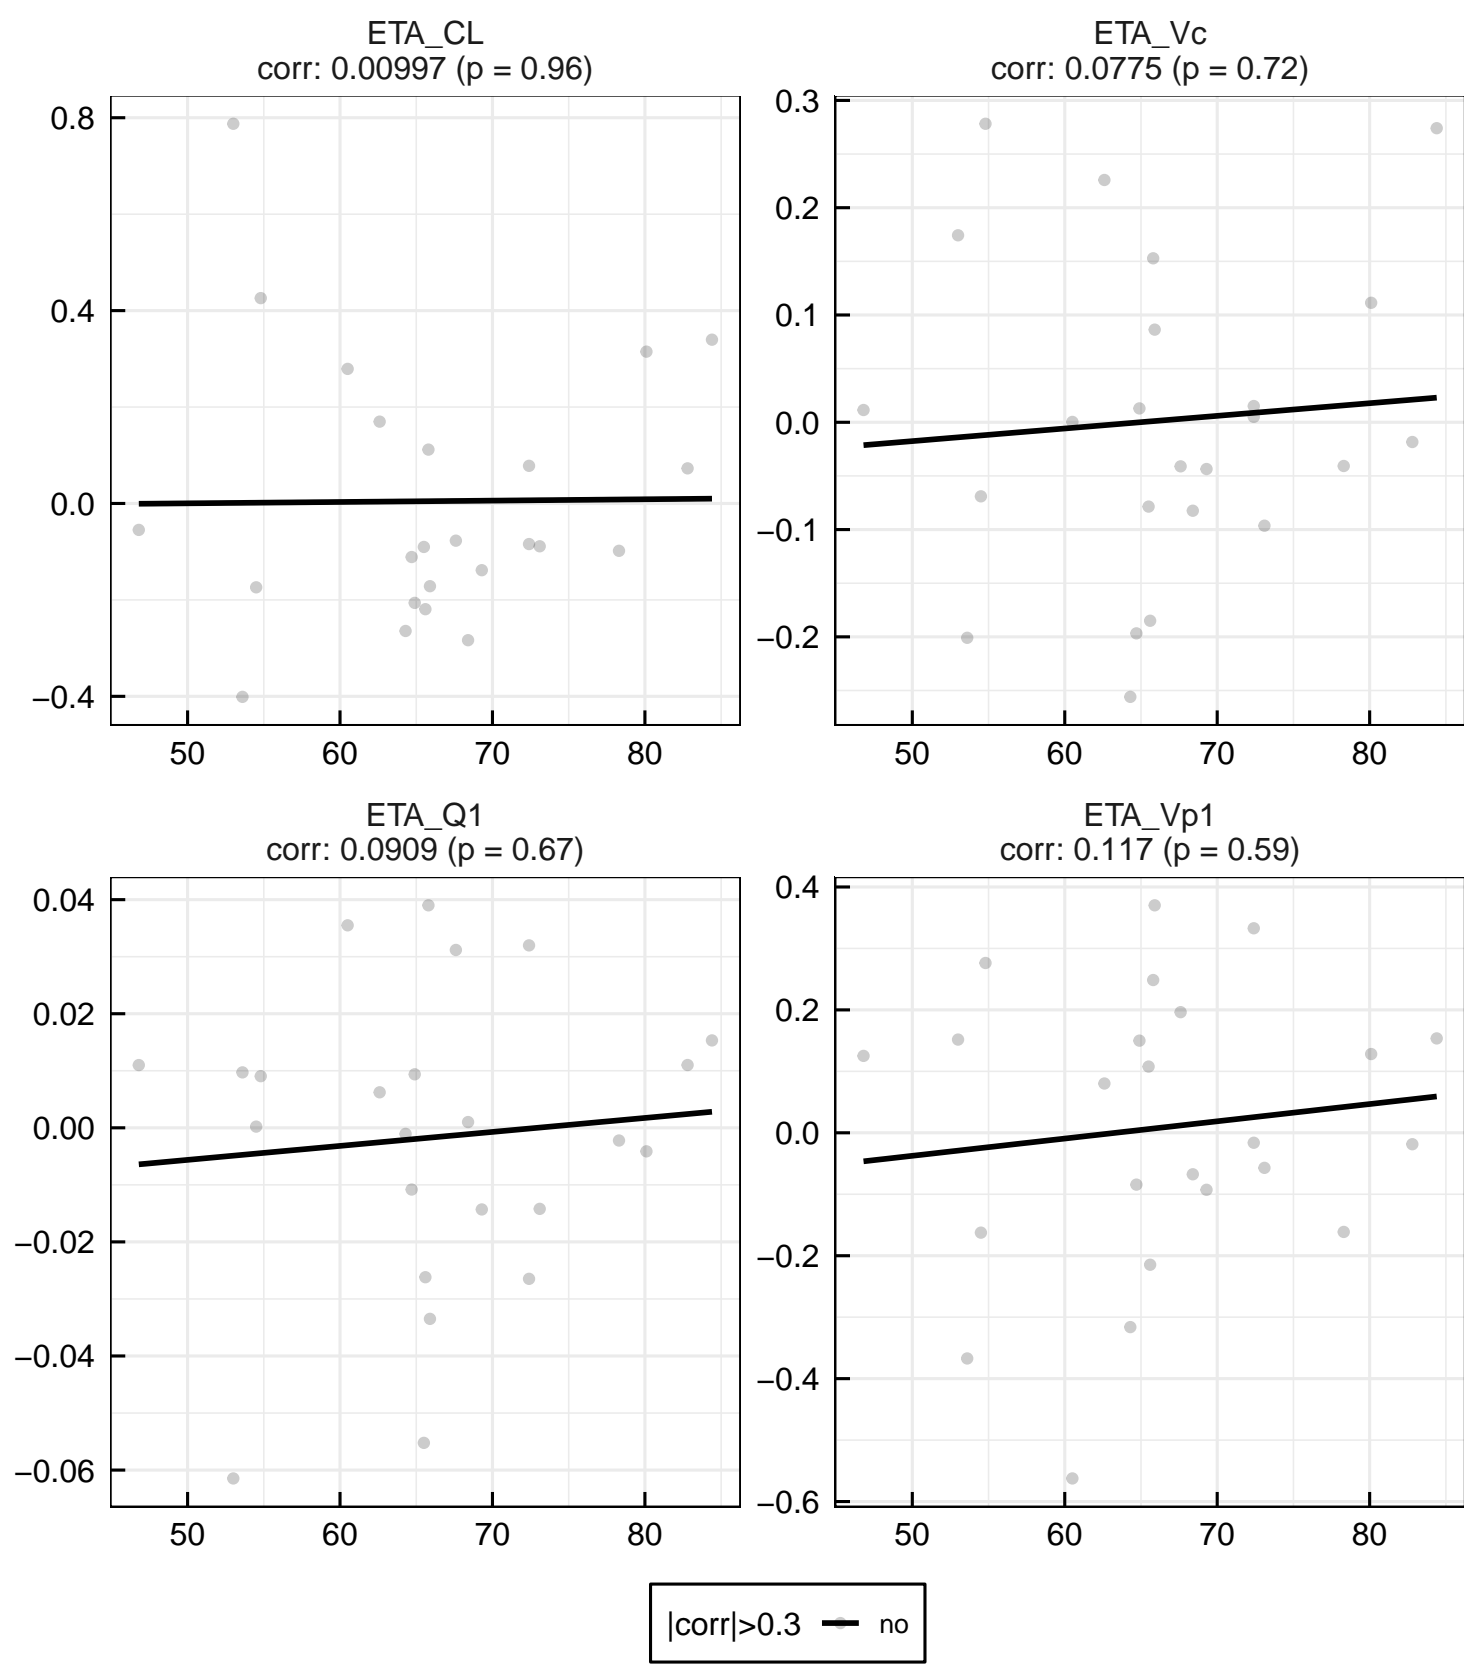 ETA_CL
corr: 0.00997 (p = 0.96)
0.8
0.4
0.0
−0.4
50 60 70 80
ETA_Vc
corr: 0.0775 (p = 0.72)
0.3
0.2
0.1
0.0
−0.1
−0.2
50 60 70 80
ETA_Q1
corr: 0.0909 (p = 0.67)
0.04
0.02
0.00
−0.02
−0.04
−0.06
50 60 70 80
ETA_Vp1
corr: 0.117 (p = 0.59)
0.4
0.2
0.0
−0.2
−0.4
−0.6
50 60 70 80
|corr|>0.3 no